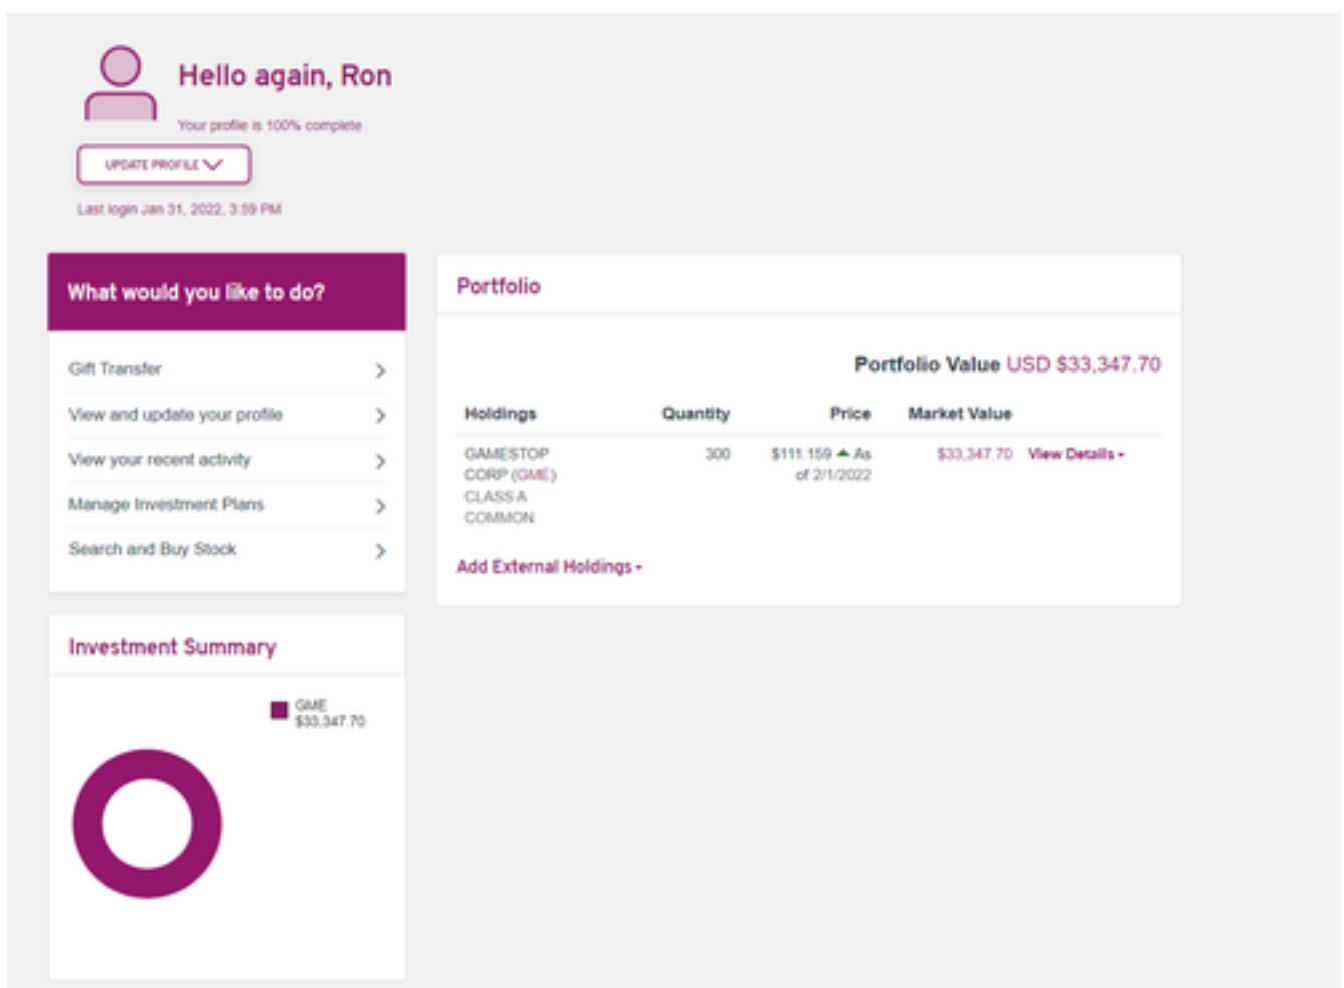 Hello again, Ron
Your profile is 100% complete
UPDATE PROFILE
Last login Jan 31, 2022, 3:59 PM
What would you like to do?
Gift Transfer
View and update your profile
View your recent activity
Manage Investment Plans
Search and Buy Stock
Portfolio
Portfolio Value USD $33,347.70
Holdings Quantity Price Market Value
GAMESTOP 300 $111.159 ▲ As $33,347.70 View Details
CORP (GME) of 2/1/2022
CLASS A
COMMON
Add External Holdings
Investment Summary
GME
$33,347.70